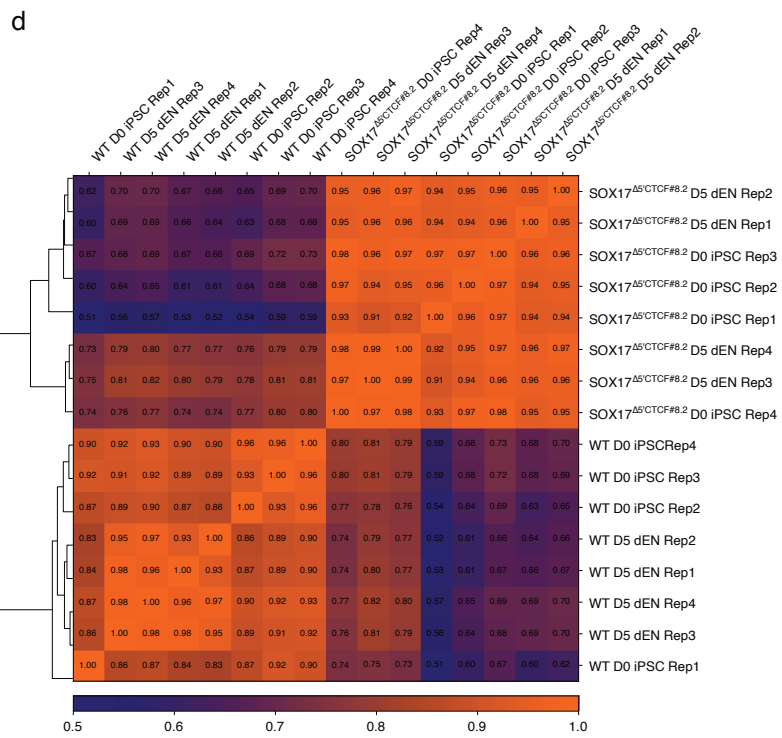 d
WT D0 iPSC Rep1
WT D5 dEN Rep3
WT D5 dEN Rep4
WT D5 dEN Rep1
WT D5 dEN Rep2
WT D0 iPSC Rep2
WT D0 iPSC Rep3
WT D0 iPSC Rep4
SOX17Δ5'CTCF#8.2 D0 iPSC Rep4
SOX17Δ5'CTCF#8.2 D5 dEN Rep3
SOX17Δ5'CTCF#8.2 D5 dEN Rep4
SOX17Δ5'CTCF#8.2 D0 iPSC Rep1
SOX17Δ5'CTCF#8.2 D0 iPSC Rep2
SOX17Δ5'CTCF#8.2 D0 iPSC Rep3
SOX17Δ5'CTCF#8.2 D5 dEN Rep1
SOX17Δ5'CTCF#8.2 D5 dEN Rep2
0.62 0.70 0.70 0.67 0.66 0.65 0.69 0.70 0.95 0.96 0.97 0.94 0.95 0.96 0.95 1.00 SOX17Δ5'CTCF#8.2 D5 dEN Rep2
0.60 0.69 0.69 0.66 0.64 0.63 0.68 0.68 0.95 0.96 0.96 0.94 0.94 0.96 1.00 0.95 SOX17Δ5'CTCF#8.2 D5 dEN Rep1
0.67 0.68 0.69 0.67 0.66 0.69 0.72 0.73 0.98 0.96 0.97 0.97 0.97 1.00 0.96 0.96 SOX17Δ5'CTCF#8.2 D0 iPSC Rep3
0.60 0.64 0.65 0.61 0.61 0.64 0.68 0.68 0.97 0.94 0.95 0.96 1.00 0.97 0.94 0.95 SOX17Δ5'CTCF#8.2 D0 iPSC Rep2
0.51 0.56 0.57 0.53 0.52 0.54 0.59 0.59 0.93 0.91 0.92 1.00 0.96 0.97 0.94 0.94 SOX17Δ5'CTCF#8.2 D0 iPSC Rep1
0.73 0.79 0.80 0.77 0.77 0.76 0.79 0.79 0.98 0.99 1.00 0.92 0.95 0.97 0.96 0.97 SOX17Δ5'CTCF#8.2 D5 dEN Rep4
0.75 0.81 0.82 0.80 0.79 0.78 0.81 0.81 0.97 1.00 0.99 0.91 0.94 0.96 0.96 0.96 SOX17Δ5'CTCF#8.2 D5 dEN Rep3
0.74 0.76 0.77 0.74 0.74 0.77 0.80 0.80 1.00 0.97 0.98 0.93 0.97 0.98 0.95 0.95 SOX17Δ5'CTCF#8.2 D0 iPSC Rep4
0.90 0.92 0.93 0.90 0.90 0.96 0.96 1.00 0.80 0.81 0.79 0.59 0.68 0.73 0.68 0.70 WT D0 iPSCRep4
0.92 0.91 0.92 0.89 0.89 0.93 1.00 0.96 0.80 0.81 0.79 0.59 0.68 0.72 0.68 0.69 WT D0 iPSC Rep3
0.87 0.89 0.90 0.87 0.86 1.00 0.93 0.96 0.77 0.78 0.76 0.54 0.64 0.69 0.63 0.65 WT D0 iPSC Rep2
0.83 0.95 0.97 0.93 1.00 0.86 0.89 0.90 0.74 0.79 0.77 0.52 0.61 0.66 0.64 0.66 WT D5 dEN Rep2
0.84 0.98 0.96 1.00 0.93 0.87 0.89 0.90 0.74 0.80 0.77 0.53 0.61 0.67 0.66 0.67 WT D5 dEN Rep1
0.87 0.98 1.00 0.96 0.97 0.90 0.92 0.93 0.77 0.82 0.80 0.57 0.65 0.69 0.69 0.70 WT D5 dEN Rep4
0.86 1.00 0.98 0.98 0.95 0.89 0.91 0.92 0.76 0.81 0.79 0.56 0.64 0.68 0.69 0.70 WT D5 dEN Rep3
1.00 0.86 0.87 0.84 0.83 0.87 0.92 0.90 0.74 0.75 0.73 0.51 0.60 0.67 0.60 0.62 WT D0 iPSC Rep1
0.5 0.6 0.7 0.8 0.9 1.0